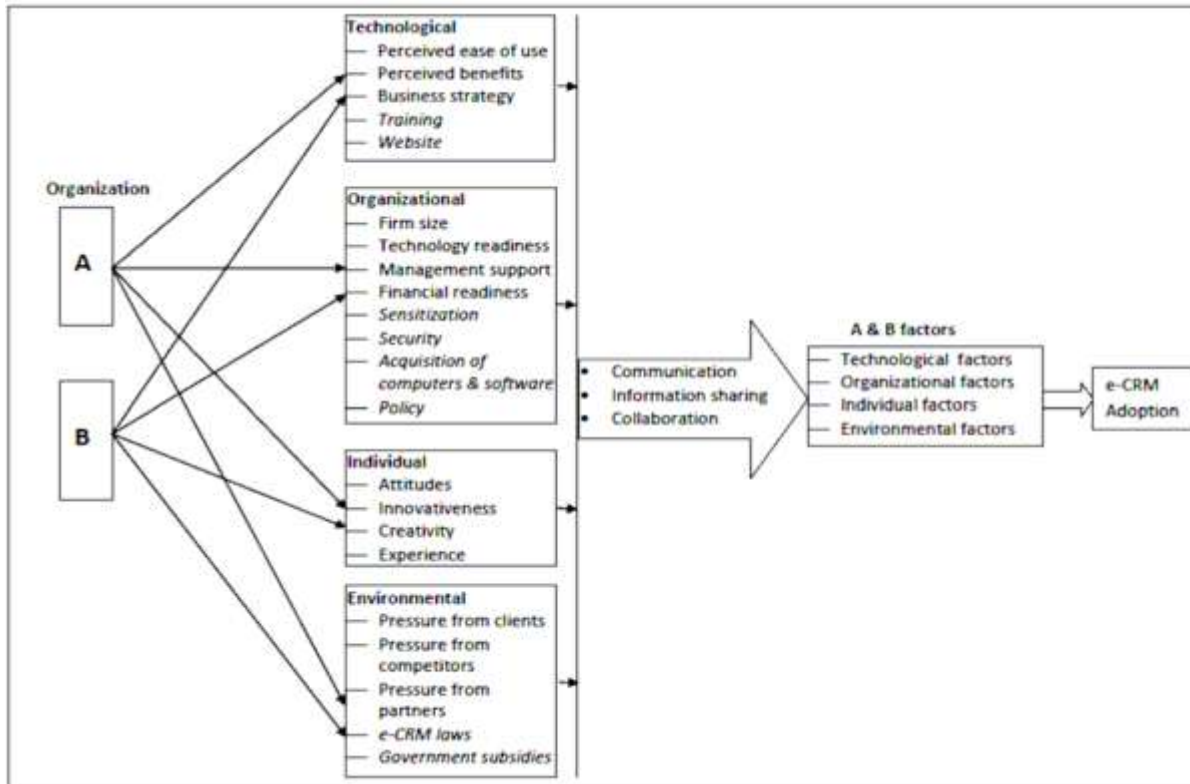 Technological
— Perceived ease of use
— Perceived benefits
— Business strategy
— Training
— Website
Organization
A
B
Organizational
— Firm size
— Technology readiness
— Management support
— Financial readiness
— Sensitization
— Security
— Acquisition of
computers & software
— Policy
Individual
— Attitudes
— Innovativeness
— Creativity
— Experience
Environmental
— Pressure from clients
— Pressure from
competitors
— Pressure from
partners
— e-CRM laws
— Government subsidies
• Communication
• Information sharing
• Collaboration
A & B factors
— Technological factors
— Organizational factors
— Individual factors
— Environmental factors
e-CRM
Adoption